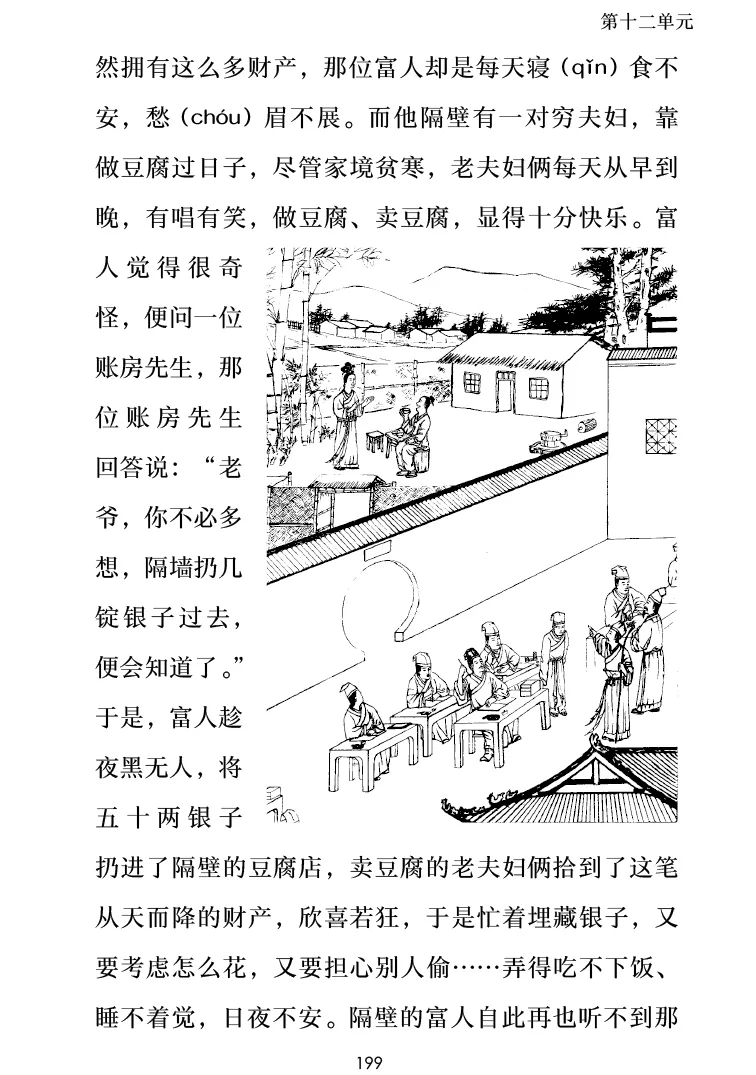 第十二单元
然拥有这么多财产，那位富人却是每天寝（qǐn）食不
安，愁（chóu）眉不展。而他隔壁有一对穷夫妇，靠
做豆腐过日子，尽管家境贫寒，老夫妇俩每天从早到
晚，有唱有笑，做豆腐、卖豆腐，显得十分快乐。富
人觉得很奇
怪，便问一位
账房先生，那
位账房先生
回答说：“老
爷，你不必多
想，隔墙扔几
锭银子过去，
便会知道了。”
于是，富人趁
夜黑无人，将
五十两银子
扔进了隔壁的豆腐店，卖豆腐的老夫妇俩拾到了这笔
从天而降的财产，欣喜若狂，于是忙着埋藏银子，又
要考虑怎么花，又要担心别人偷……弄得吃不下饭、
睡不着觉，日夜不安。隔壁的富人自此再也听不到那
199